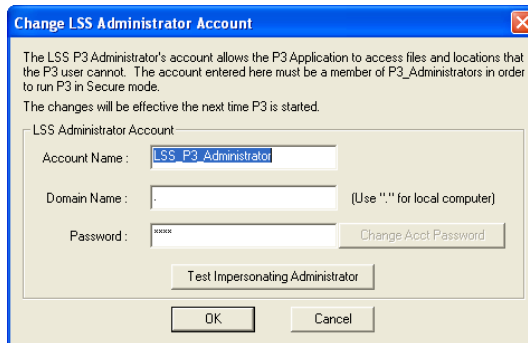 Change LSS Administrator Account
The LSS P3 Administrator's account allows the P3 Application to access files and locations that
the P3 user cannot. The account entered here must be a member of P3_Administrators in order
to run P3 in Secure mode.
The changes will be effective the next time P3 is started.
LSS Administrator Account
Account Name : LSS_P3_Administrator
Domain Name : . (Use "." for local computer)
Password : xxxx Change Acct Password
Test Impersonating Administrator
OK Cancel